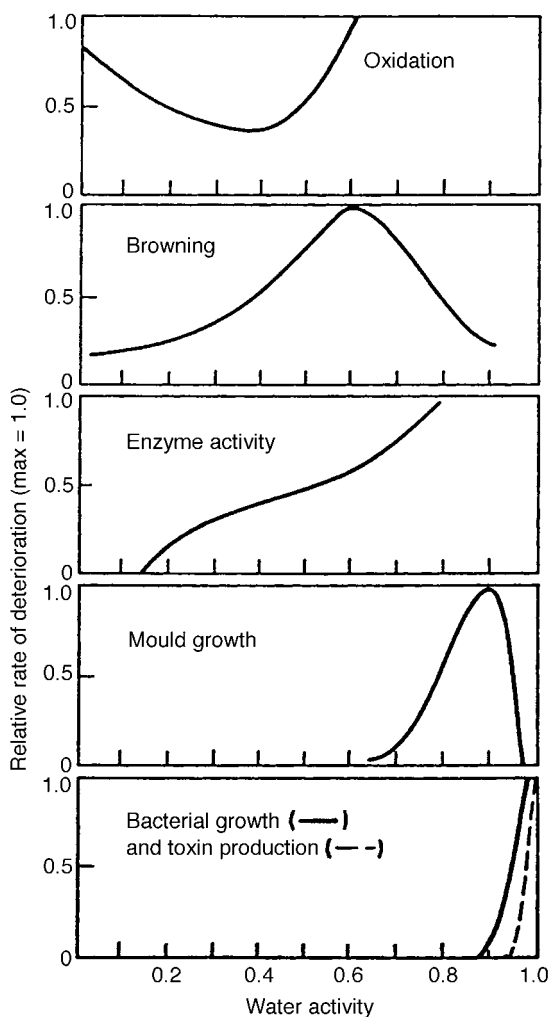 1.0
Oxidation
0.5
0
1.0
Browning
0.5
0
1.0
Enzyme activity
0.5
0
1.0
Mould growth
0.5
0
1.0
Bacterial growth (——)
and toxin production (— –)
0.5
0
0.2 0.4 0.6 0.8 1.0
Water activity
Relative rate of deterioration (max = 1.0)